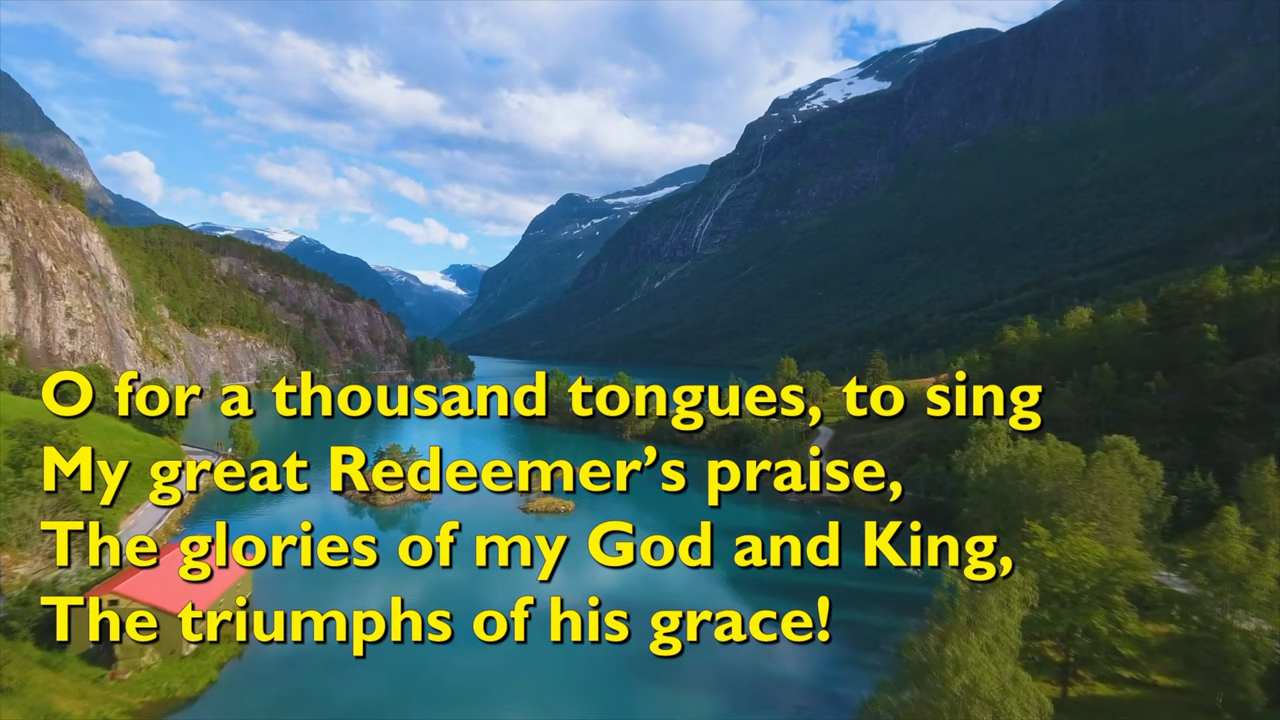 O for a thousand tongues, to sing
My great Redeemer’s praise,
The glories of my God and King,
The triumphs of his grace!